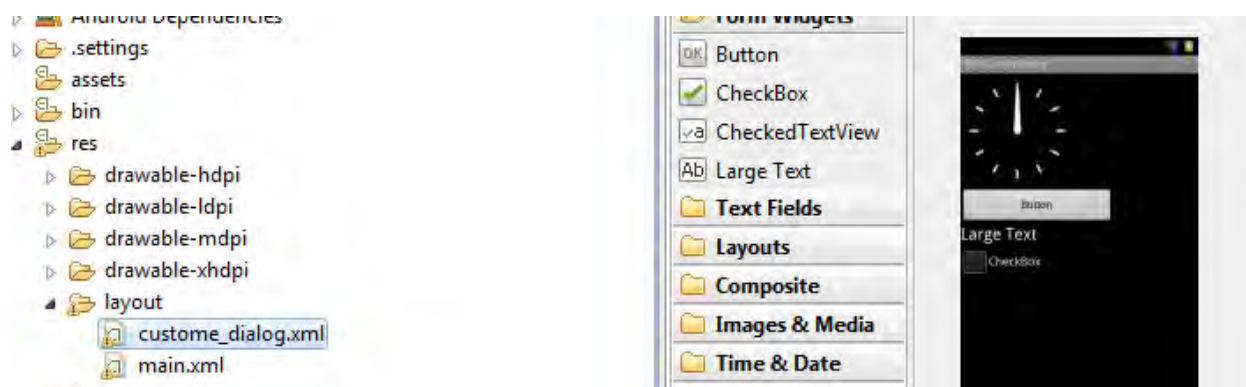 Android Dependencies
.settings
assets
bin
res
drawable-hdpi
drawable-ldpi
drawable-mdpi
drawable-xhdpi
layout
custome_dialog.xml
main.xml
Form Widgets
OK Button
CheckBox
a CheckedTextView
Ab Large Text
Text Fields
Layouts
Composite
Images & Media
Time & Date
Button
Large Text
CheckBox